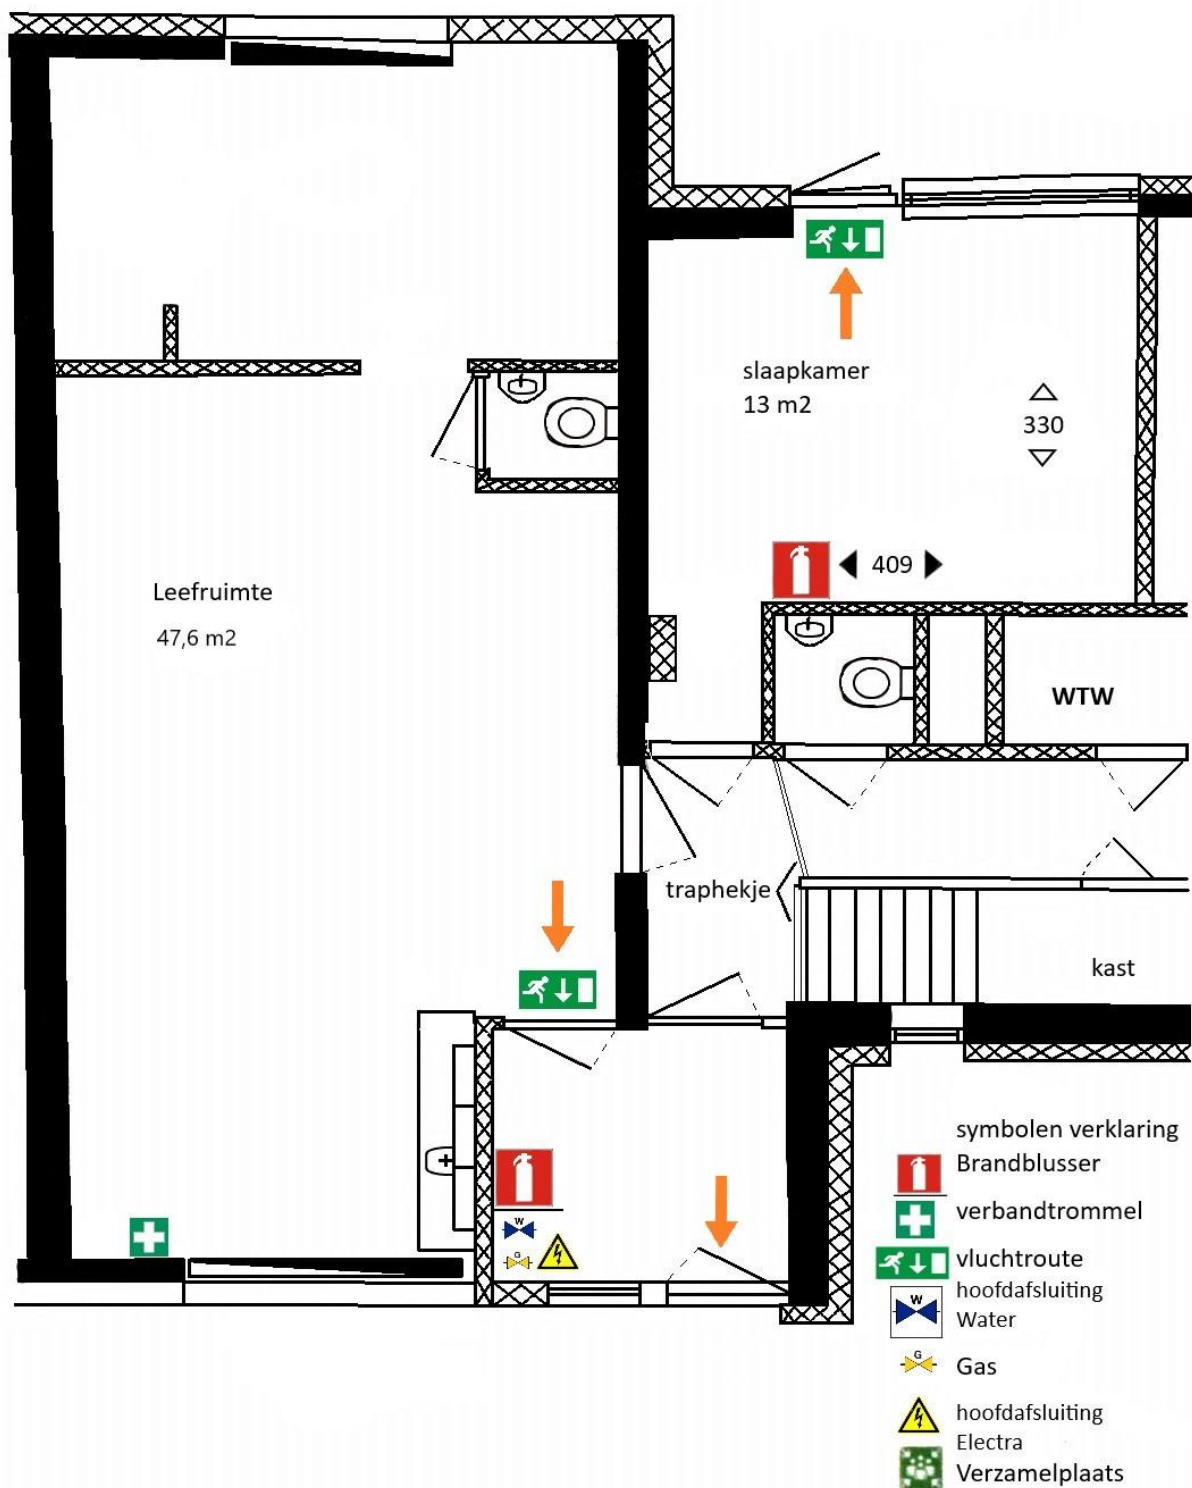 slaapkamer
13 m2
330
409
Leefruimte
47,6 m2
WTW
traphekje
kast
W
G
symbolen verklaring
Brandblusser
verbandtrommel
vluchtroute
hoofdafsluiting
W
Water
G
Gas
hoofdafsluiting
Electra
Verzamelplaats